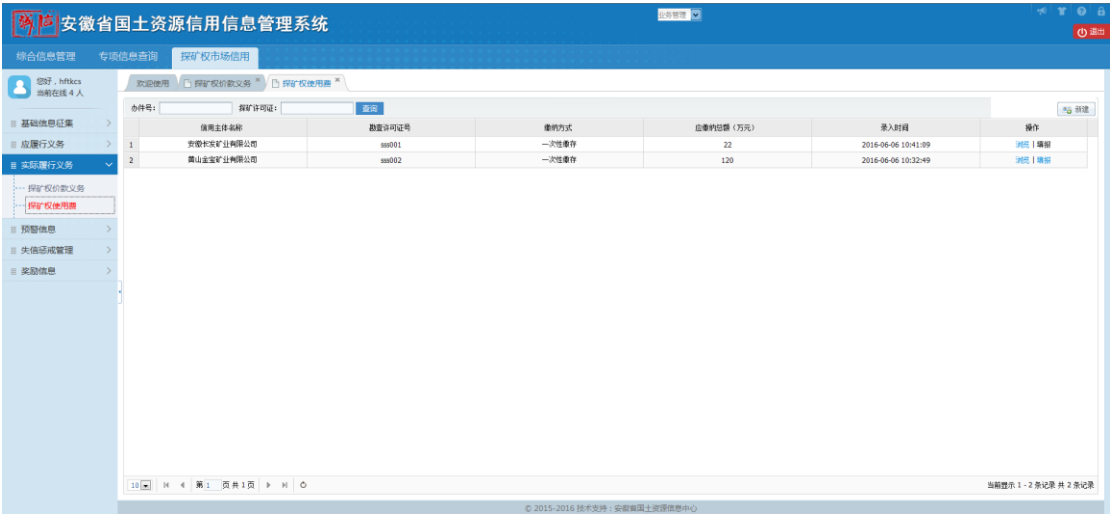 诚信 安徽省国土资源信用信息管理系统
业务管理
退出
综合信息管理 专项信息查询 探矿权市场信用
您好，hftkcs
当前在线 4 人
欢迎使用 探矿权价款义务 × 探矿权使用费 ×
办件号： 探矿许可证： 查询 新建
基础信息征集
应履行义务
实际履行义务
探矿权价款义务
探矿权使用费
预警信息
失信惩戒管理
奖励信息
信用主体名称 勘查许可证号 缴纳方式 应缴纳总额（万元） 录入时间 操作
1 安徽长发矿业有限公司 sss001 一次性缴存 22 2016-06-06 10:41:09 浏览 | 填报
2 黄山金宝矿业有限公司 sss002 一次性缴存 120 2016-06-06 10:32:49 浏览 | 填报
10 第 1 页共1页 当前显示 1 - 2 条记录 共 2 条记录
© 2015-2016 技术支持：安徽省国土资源信息中心